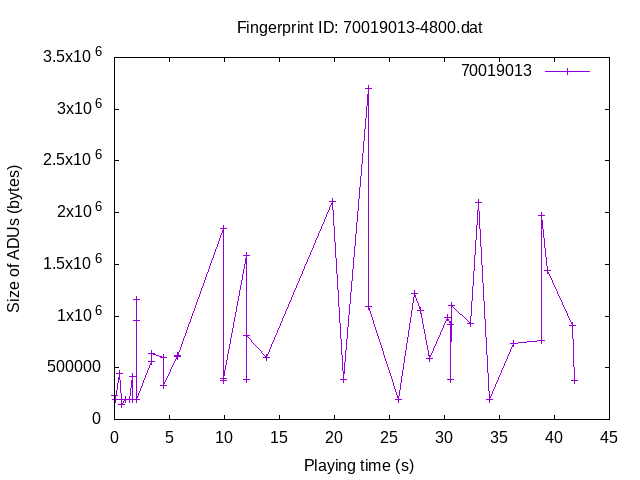 Fingerprint ID: 70019013-4800.dat
70019013
3.5x10 6
3x10 6
2.5x10 6
2x10 6
1.5x10 6
1x10 6
500000
0
Size of ADUs (bytes)
0 5 10 15 20 25 30 35 40 45
Playing time (s)